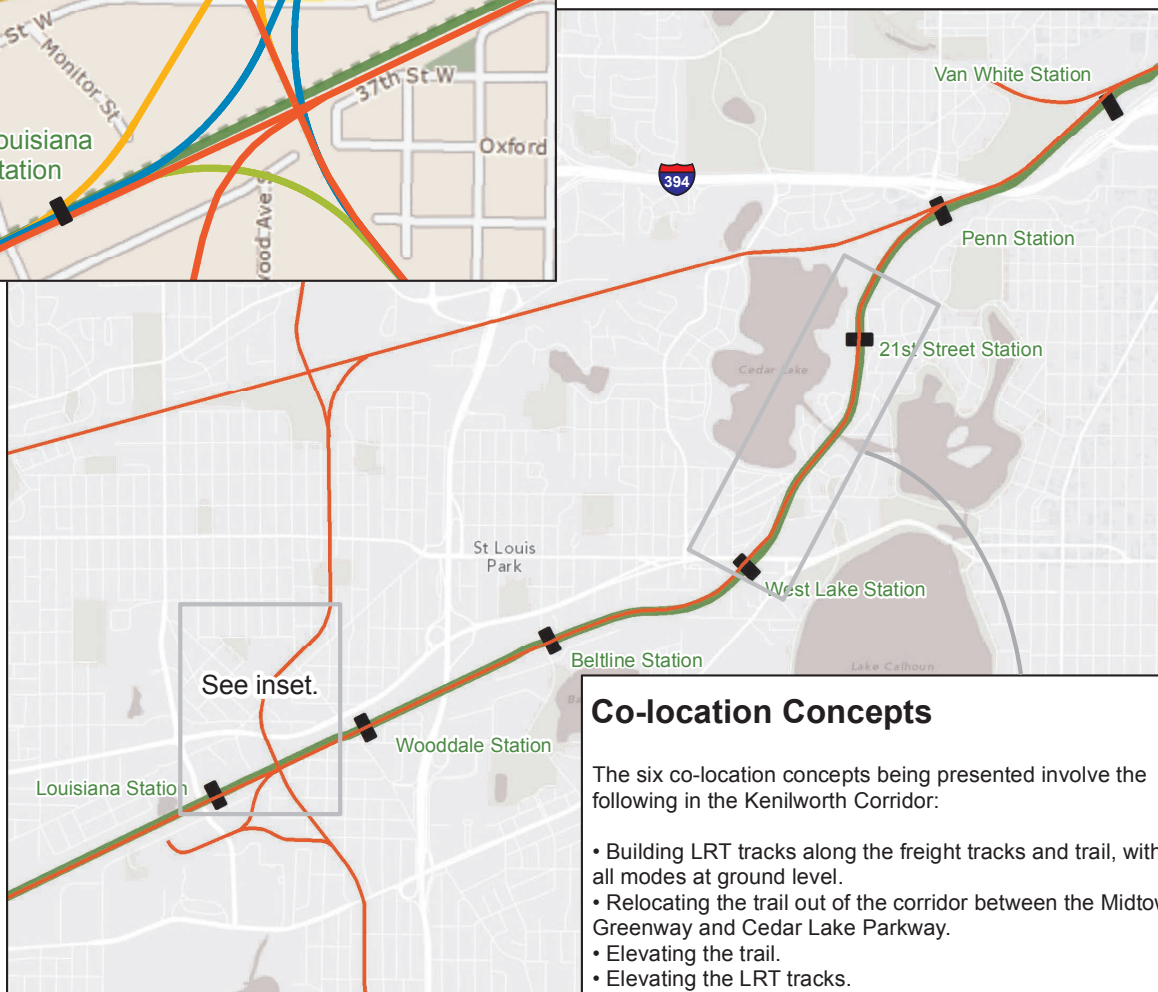 St W
Monitor St
37th St W
Oxford
Station
Van White Station
394
Penn Station
21st Street Station
Cedar Lake
St Louis
Park
West Lake Station
Beltline Station
Lake Calhoun
See inset.
Wooddale Station
Louisiana Station
Co-location Concepts
The six co-location concepts being presented involve the
following in the Kenilworth Corridor:
• Building LRT tracks along the freight tracks and trail, with
all modes at ground level.
• Relocating the trail out of the corridor between the
Greenway and Cedar Lake Parkway.
• Elevating the trail.
• Elevating the LRT tracks.